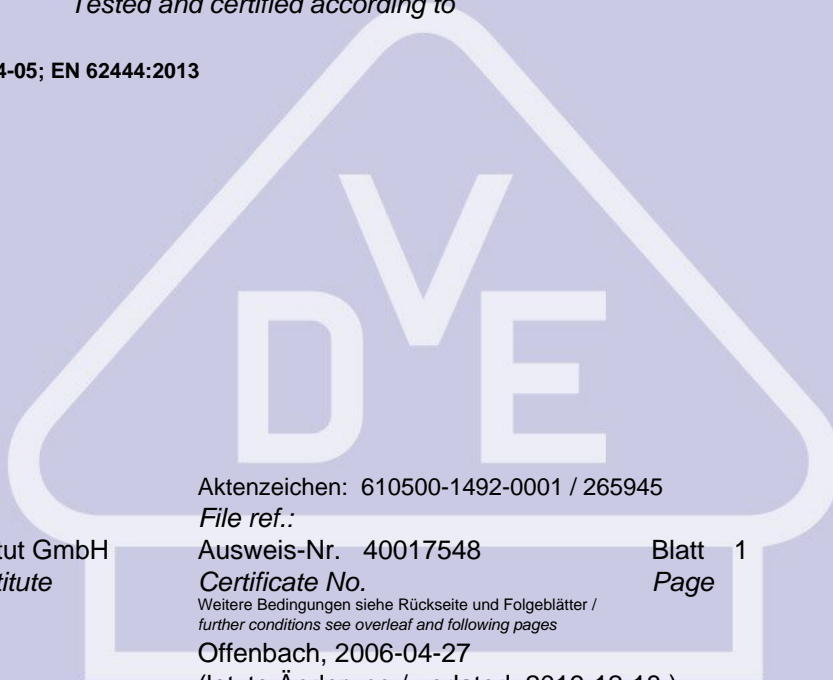 Tested and certified according to
4-05; EN 62444:2013
VDE
Aktenzeichen: 610500-1492-0001 / 265945
File ref.:
tut GmbH Ausweis-Nr. 40017548 Blatt 1
titute Certificate No. Page
Weitere Bedingungen siehe Rückseite und Folgeblätter /
further conditions see overleaf and following pages
Offenbach, 2006-04-27